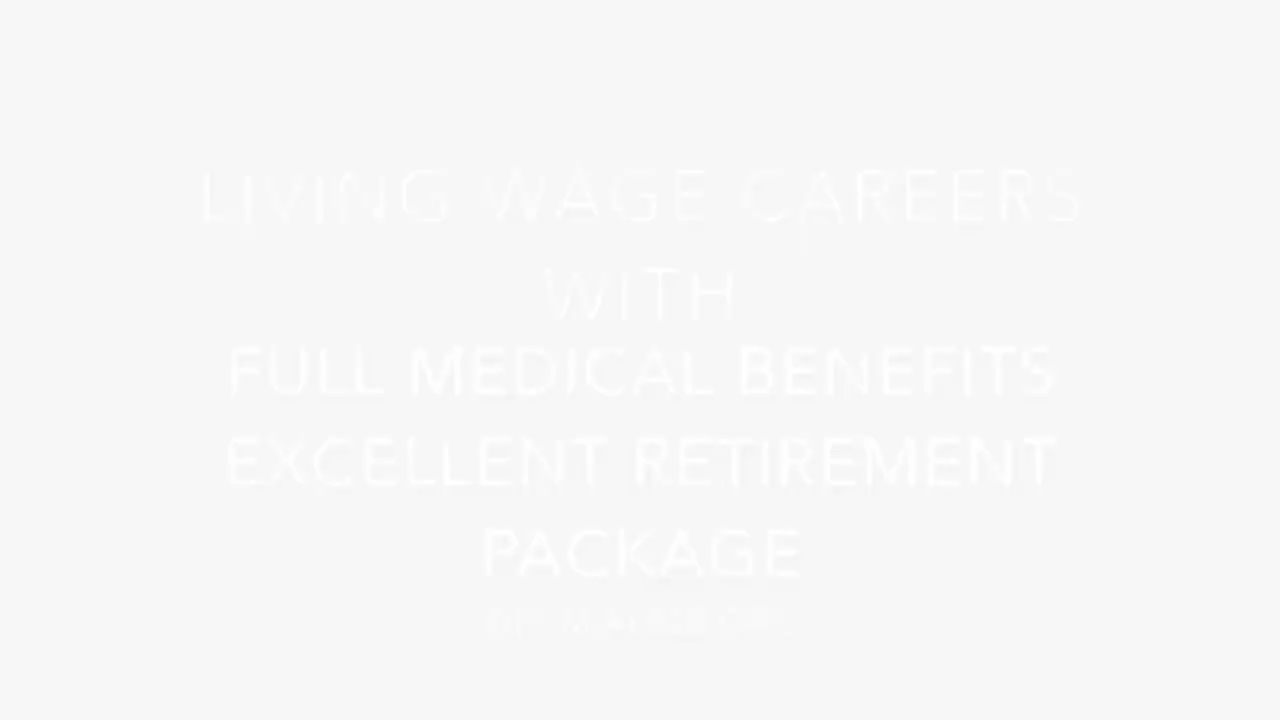 LIVING WAGE CAREERS
WITH
FULL MEDICAL BENEFITS
EXCELLENT RETIREMENT
PACKAGE